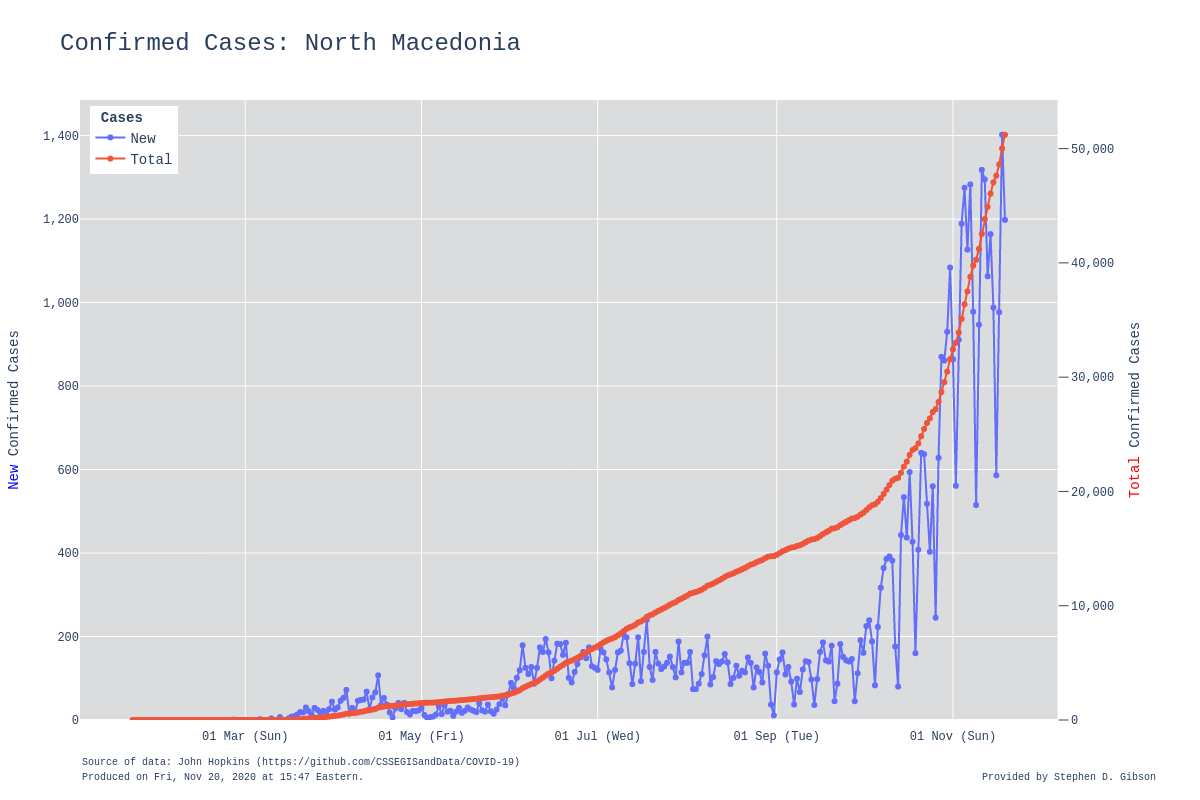 Confirmed Cases: North Macedonia
Cases
New
Total
1,400
1,200
1,000
800
600
400
200
0
New Confirmed Cases
50,000
40,000
30,000
20,000
10,000
0
Total Confirmed Cases
01 Mar (Sun)
01 May (Fri)
01 Jul (Wed)
01 Sep (Tue)
01 Nov (Sun)
Source of data: John Hopkins (https://github.com/CSSEGISandData/COVID-19)
Produced on Fri, Nov 20, 2020 at 15:47 Eastern.
Provided by Stephen D. Gibson